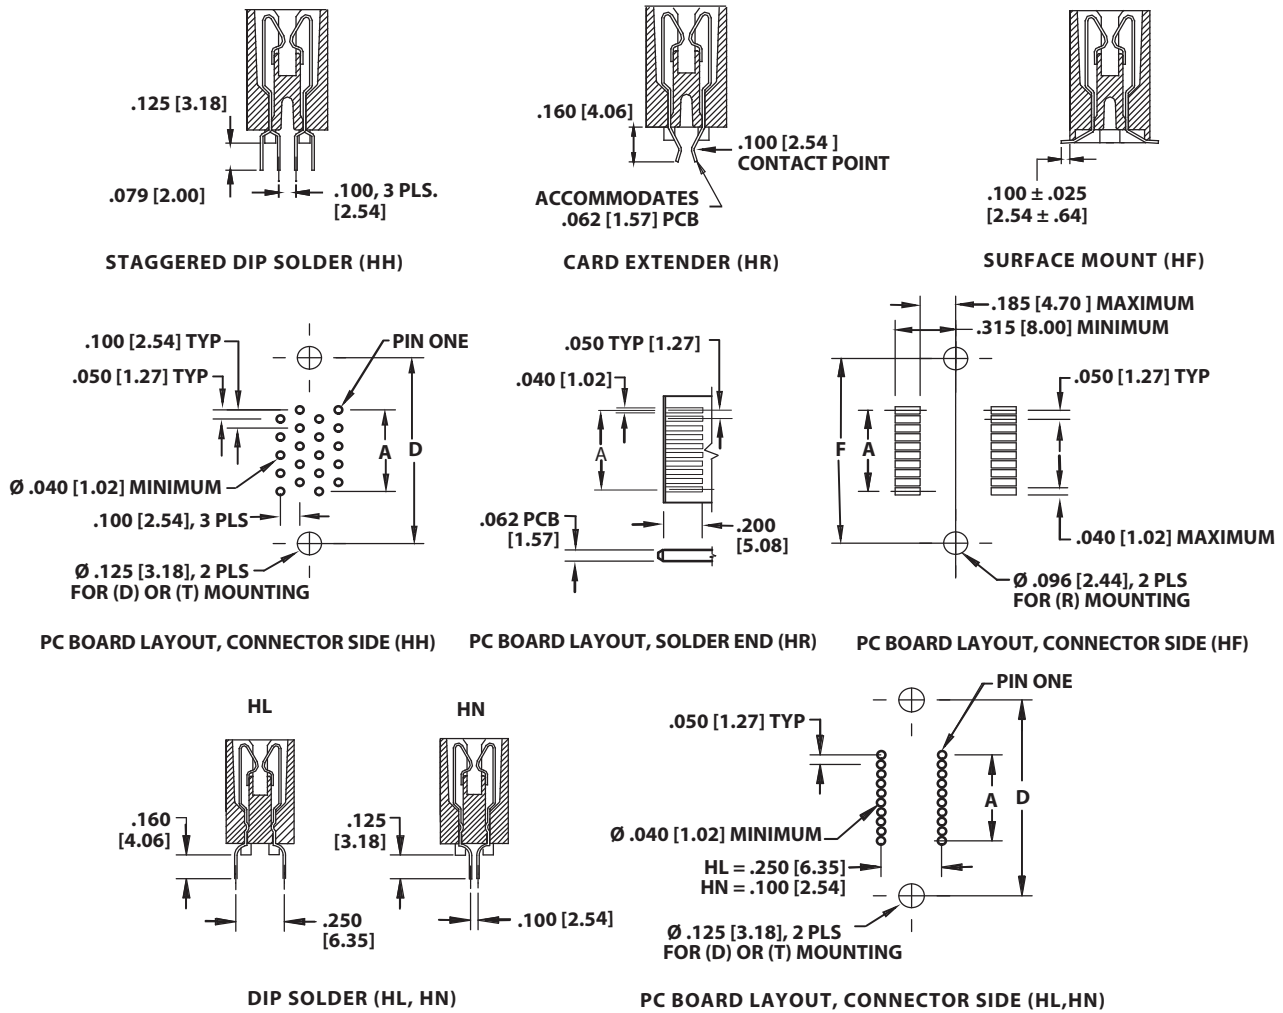 .125 [3.18]
.079 [2.00]
.100, 3 PLS.
[2.54]
STAGGERED DIP SOLDER (HH)
.160 [4.06]
.100 [2.54 ]
CONTACT POINT
ACCOMMODATES
.062 [1.57] PCB
CARD EXTENDER (HR)
.100 ± .025
[2.54 ± .64]
SURFACE MOUNT (HF)
.100 [2.54] TYP
PIN ONE
.050 [1.27] TYP
A
D
Ø .040 [1.02] MINIMUM
.100 [2.54], 3 PLS
Ø .125 [3.18], 2 PLS
FOR (D) OR (T) MOUNTING
PC BOARD LAYOUT, CONNECTOR SIDE (HH)
.050 TYP [1.27]
.040 [1.02]
A
.062 PCB
[1.57]
.200
[5.08]
PC BOARD LAYOUT, SOLDER END (HR)
.185 [4.70 ] MAXIMUM
.315 [8.00] MINIMUM
.050 [1.27] TYP
F
A
.040 [1.02] MAXIMUM
Ø .096 [2.44], 2 PLS
FOR (R) MOUNTING
PC BOARD LAYOUT, CONNECTOR SIDE (HF)
HL
HN
.160
[4.06]
.125
[3.18]
.250
[6.35]
.100 [2.54]
DIP SOLDER (HL, HN)
PIN ONE
.050 [1.27] TYP
A
D
Ø .040 [1.02] MINIMUM
HL = .250 [6.35]
HN = .100 [2.54]
Ø .125 [3.18], 2 PLS
FOR (D) OR (T) MOUNTING
PC BOARD LAYOUT, CONNECTOR SIDE (HL,HN)